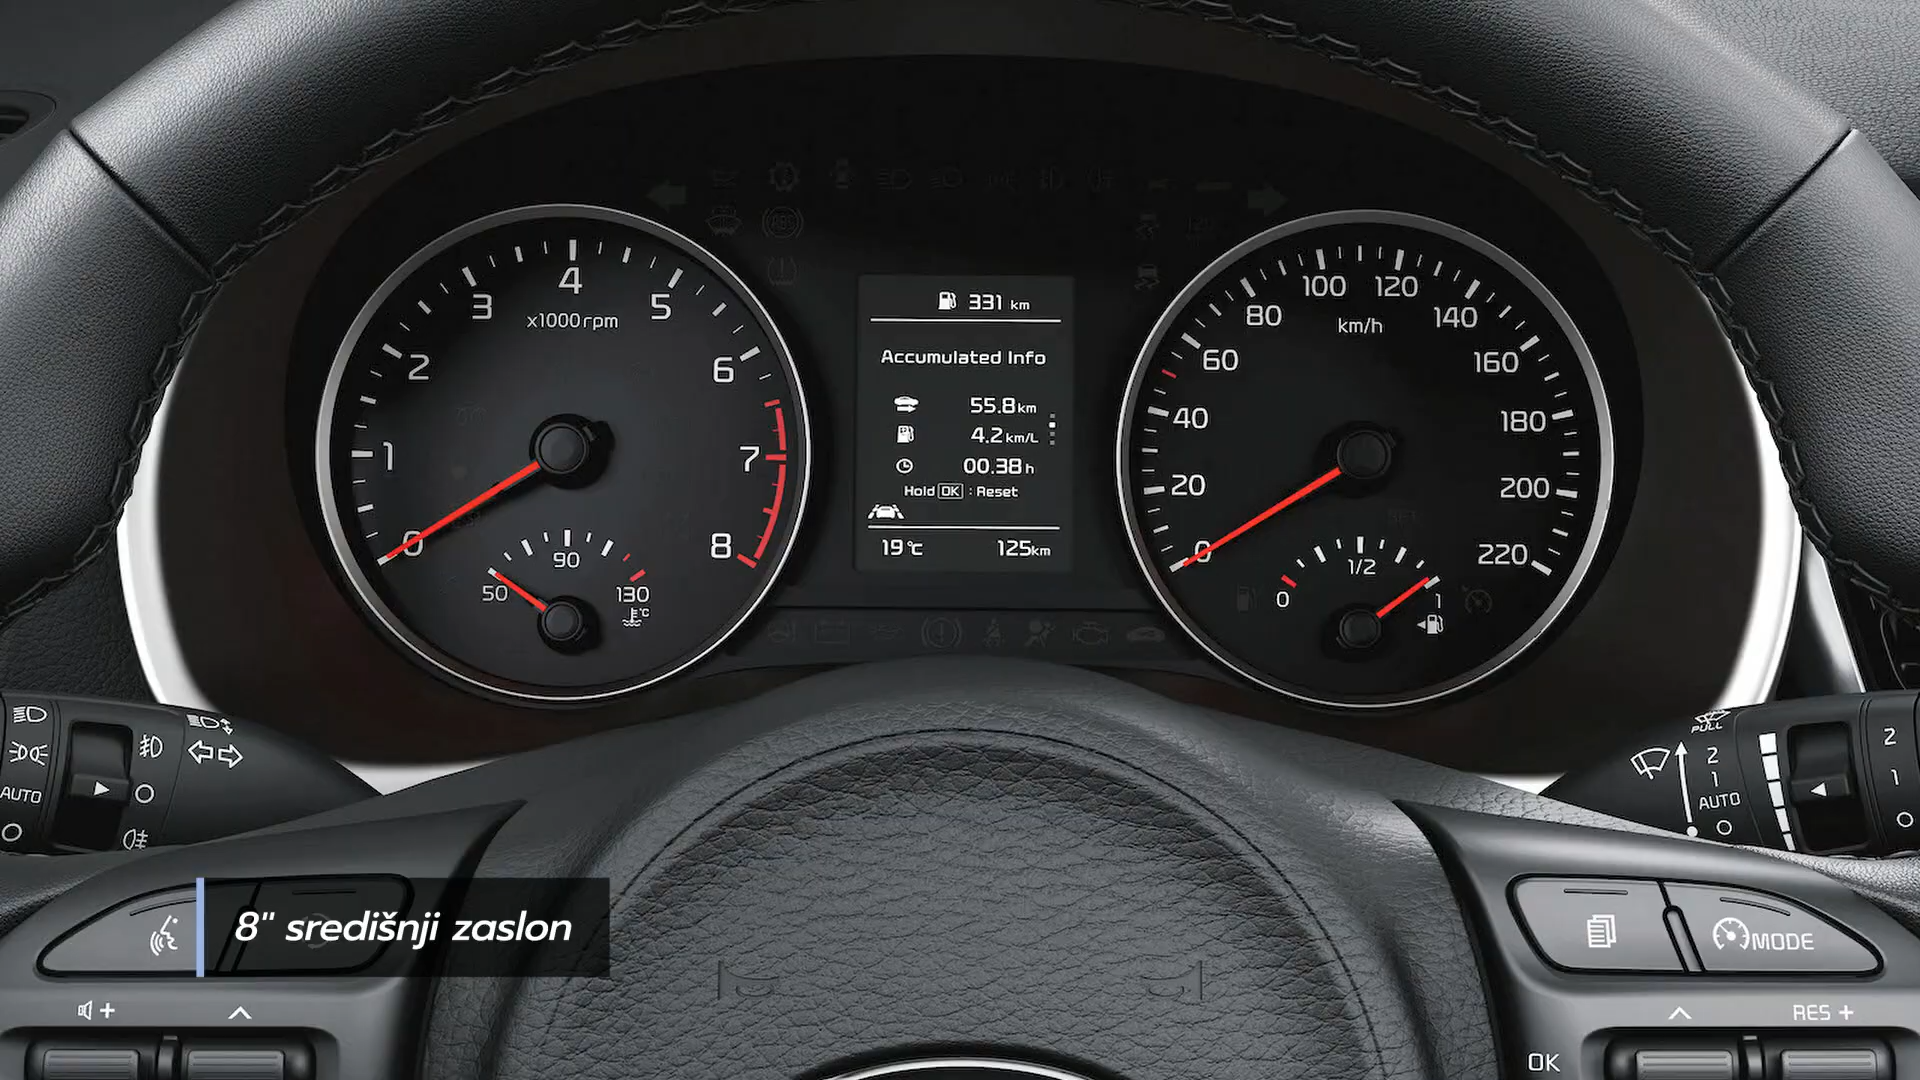 3 4 5
x1000rpm
2 6
1 7
0 8
90
50 130
℃
331 km
Accumulated Info
55.8km
4.2km/L
00.38h
Hold OK : Reset
19℃ 125km
100 120
80 140
km/h
60 160
40 180
20 200
0 220
1/2
0 1
AUTO
PULL
2
1
AUTO
2
1
8" središnji zaslon
MODE
+
RES +
OK